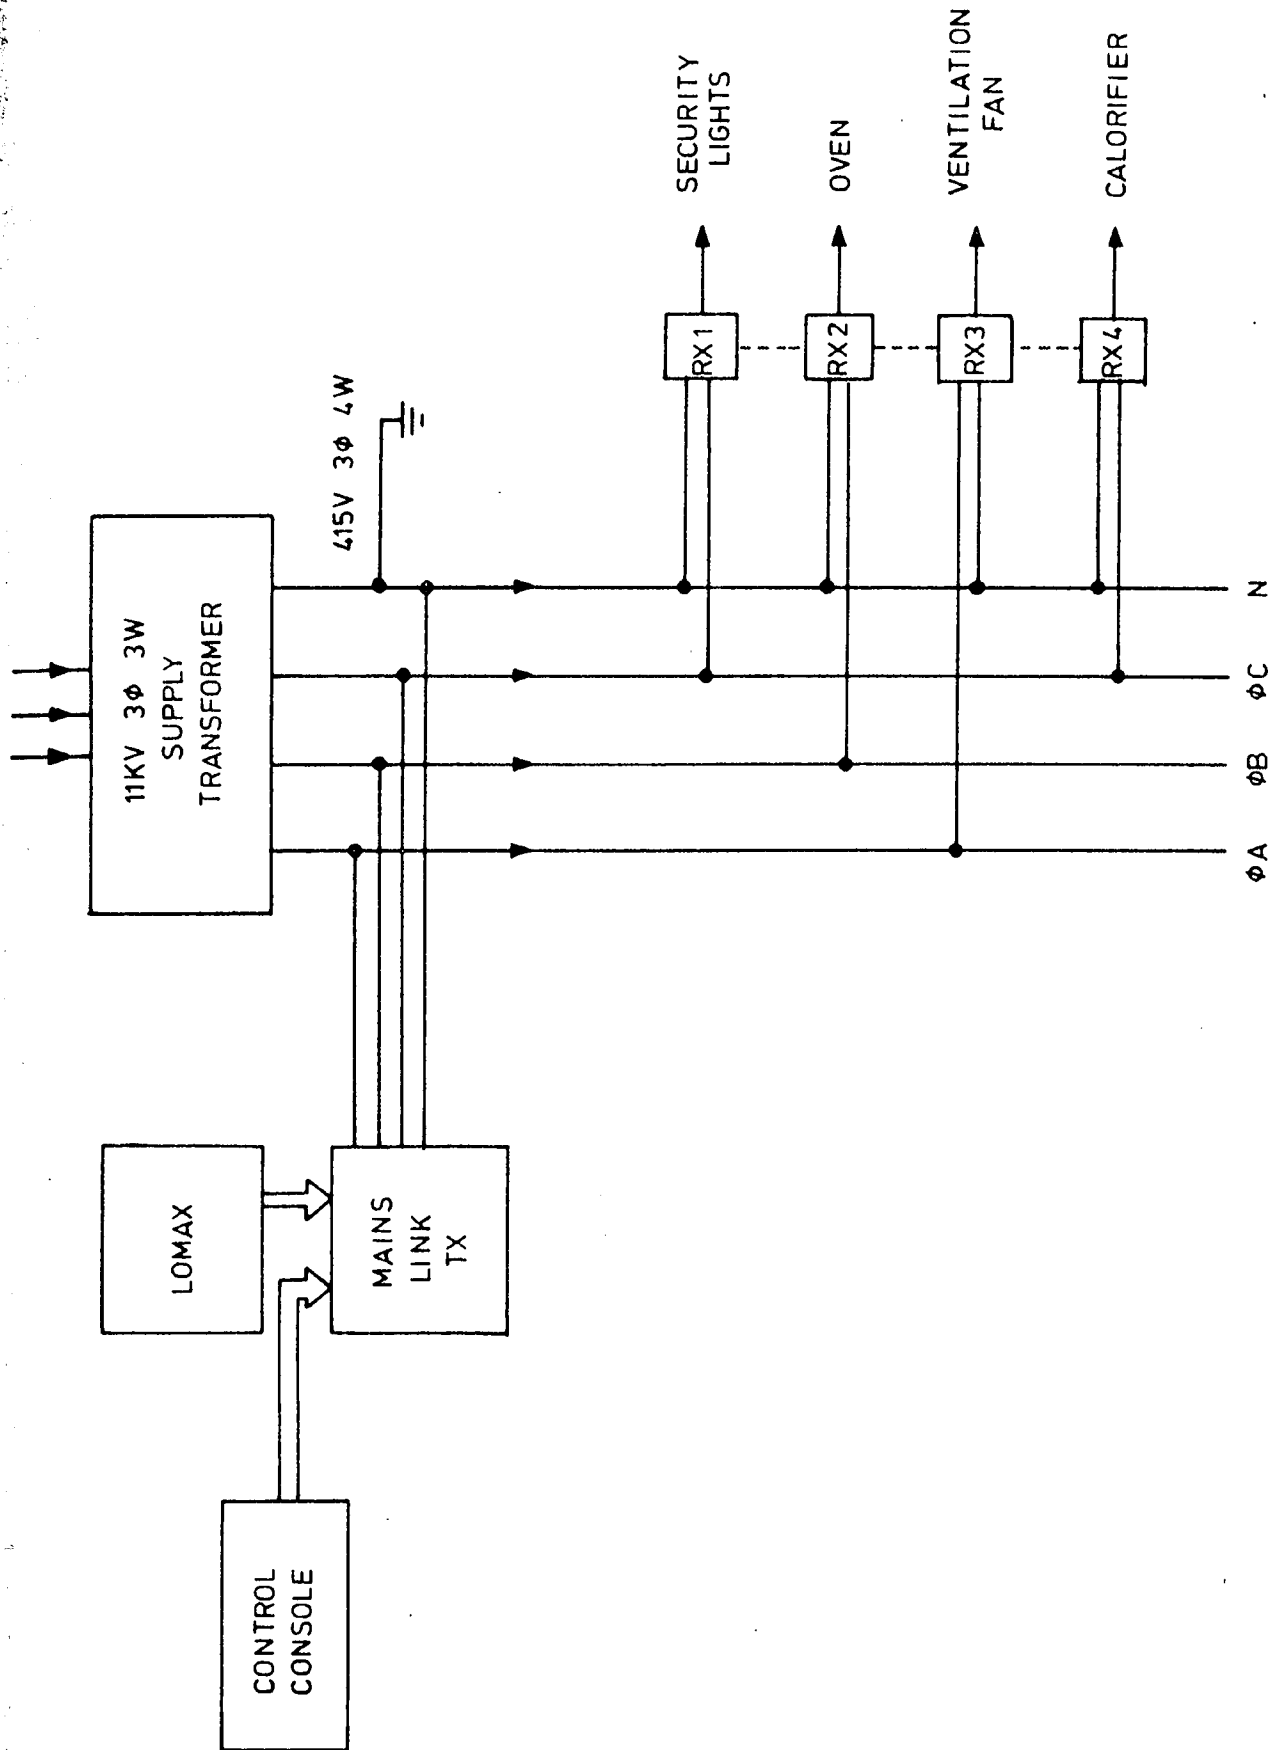 CONTROL
CONSOLE
LOMAX
MAINS
LINK
TX
11KV 3Φ 3W
SUPPLY
TRANSFORMER
415V 3Φ 4W
RX1
SECURITY
LIGHTS
RX2
OVEN
RX3
VENTILATION
FAN
RX4
CALORIFIER
ΦA
ΦB
ΦC
N